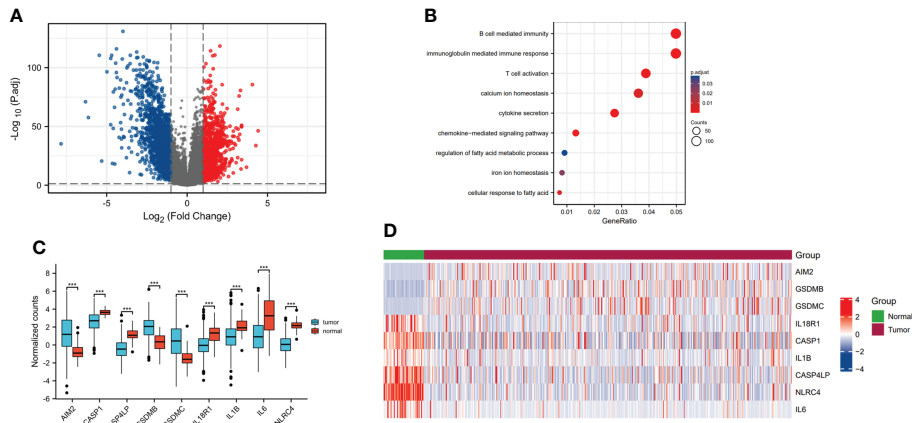 A
-Log10 (P.adj)
100
50
0
-5
0
5
Log2 (Fold Change)
B
B cell mediated immunity
immunoglobulin mediated immune response
T cell activation
calcium ion homeostasis
cytokine secretion
chemokine-mediated signaling pathway
regulation of fatty acid metabolic process
iron ion homeostasis
cellular response to fatty acid
0.01
0.02
0.03
0.04
0.05
GeneRatio
p.adjust
0.03
0.02
0.01
Counts
50
100
C
Normalized counts
8
6
4
2
0
-2
-4
-6
***
***
***
***
***
***
***
***
***
AIM2
CASP1
SP4LP
GSDMB
GSDMC
IL18R1
IL1B
IL6
NLRC4
tumor
normal
D
Group
AIM2
GSDMB
GSDMC
IL18R1
CASP1
IL1B
CASP4LP
NLRC4
IL6
Group
Normal
Tumor
4
2
0
−2
−4